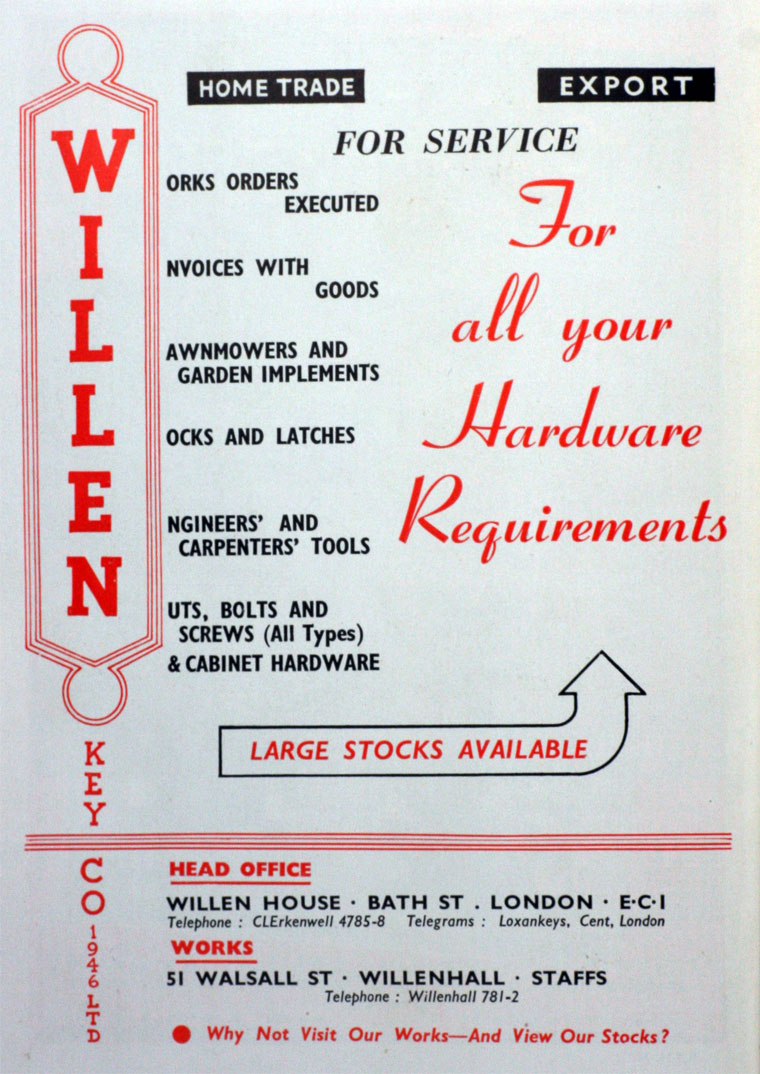 HOME TRADE
EXPORT
FOR SERVICE
WILLEN
ORKS ORDERS
EXECUTED
NVOICES WITH
GOODS
AWNMOWERS AND
GARDEN IMPLEMENTS
OCKS AND LATCHES
NGINEERS' AND
CARPENTERS' TOOLS
UTS, BOLTS AND
SCREWS (All Types)
& CABINET HARDWARE
KEY CO 1946 LTD
For
all your
Hardware
Requirements
LARGE STOCKS AVAILABLE
HEAD OFFICE
WILLEN HOUSE · BATH ST . LONDON · E·C·I
Telephone : CLErkenwell 4785-8 Telegrams : Loxankeys, Cent, London
WORKS
51 WALSALL ST · WILLENHALL · STAFFS
Telephone : Willenhall 781-2
Why Not Visit Our Works—And View Our Stocks?